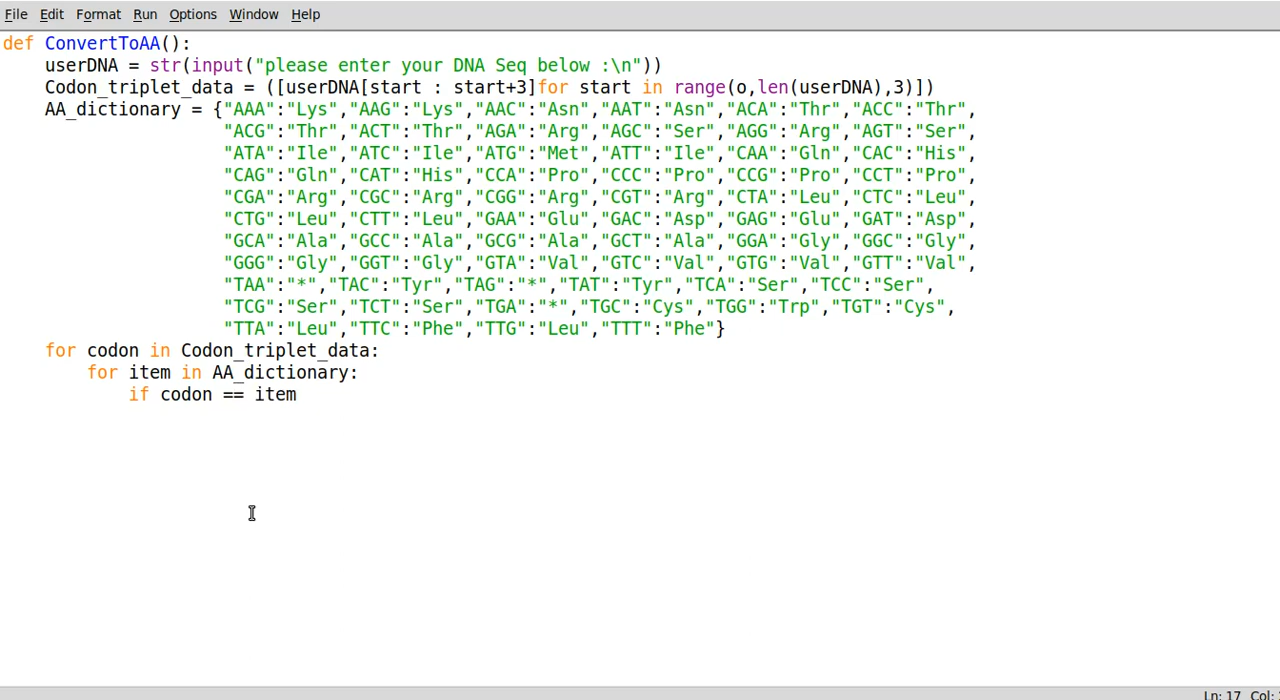 File Edit Format Run Options Window Help
def ConvertToAA():
    userDNA = str(input("please enter your DNA Seq below :\n"))
    Codon_triplet_data = ([userDNA[start : start+3]for start in range(o,len(userDNA),3)])
    AA_dictionary = {"AAA":"Lys","AAG":"Lys","AAC":"Asn","AAT":"Asn","ACA":"Thr","ACC":"Thr",
                     "ACG":"Thr","ACT":"Thr","AGA":"Arg","AGC":"Ser","AGG":"Arg","AGT":"Ser",
                     "ATA":"Ile","ATC":"Ile","ATG":"Met","ATT":"Ile","CAA":"Gln","CAC":"His",
                     "CAG":"Gln","CAT":"His","CCA":"Pro","CCC":"Pro","CCG":"Pro","CCT":"Pro",
                     "CGA":"Arg","CGC":"Arg","CGG":"Arg","CGT":"Arg","CTA":"Leu","CTC":"Leu",
                     "CTG":"Leu","CTT":"Leu","GAA":"Glu","GAC":"Asp","GAG":"Glu","GAT":"Asp",
                     "GCA":"Ala","GCC":"Ala","GCG":"Ala","GCT":"Ala","GGA":"Gly","GGC":"Gly",
                     "GGG":"Gly","GGT":"Gly","GTA":"Val","GTC":"Val","GTG":"Val","GTT":"Val",
                     "TAA":"*","TAC":"Tyr","TAG":"*","TAT":"Tyr","TCA":"Ser","TCC":"Ser",
                     "TCG":"Ser","TCT":"Ser","TGA":"*","TGC":"Cys","TGG":"Trp","TGT":"Cys",
                     "TTA":"Leu","TTC":"Phe","TTG":"Leu","TTT":"Phe"}
    for codon in Codon_triplet_data:
        for item in AA_dictionary:
            if codon == item
Ln: 17 Col: